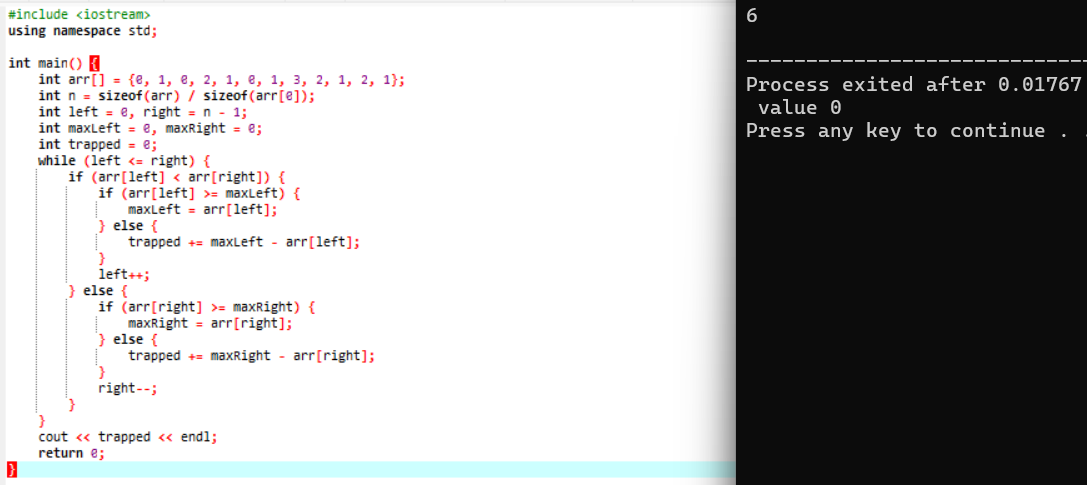 #include <iostream>
using namespace std;
int main() {
int arr[] = {0, 1, 0, 2, 1, 0, 1, 3, 2, 1, 2, 1};
int n = sizeof(arr) / sizeof(arr[0]);
int left = 0, right = n - 1;
int maxLeft = 0, maxRight = 0;
int trapped = 0;
while (left <= right) {
if (arr[left] < arr[right]) {
if (arr[left] >= maxLeft) {
maxLeft = arr[left];
} else {
trapped += maxLeft - arr[left];
}
left++;
} else {
if (arr[right] >= maxRight) {
maxRight = arr[right];
} else {
trapped += maxRight - arr[right];
}
right--;
}
}
cout << trapped << endl;
return 0;
}
6
--------------------------------
Process exited after 0.01767
value 0
Press any key to continue . .